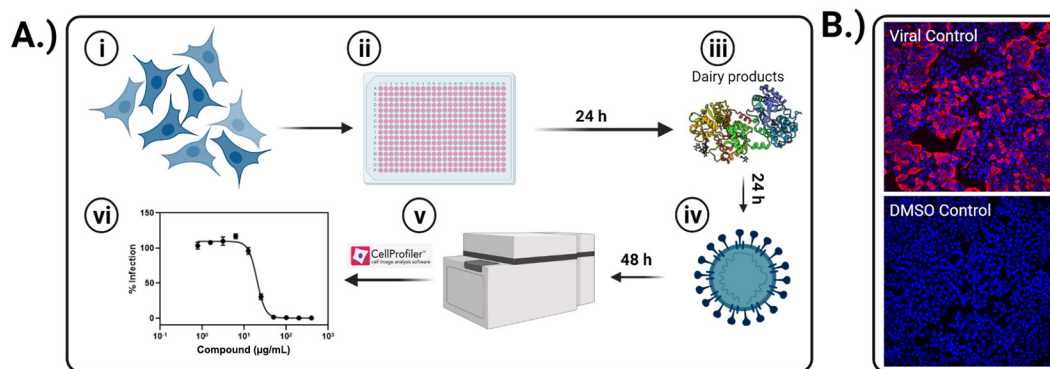 A.)
i
ii
24 h
iii
Dairy products
24 h
iv
48 h
v
CellProfiler™
cell image analysis software
vi
% Infection
150
100
50
0
10-1
10⁰
10¹
10²
10³
Compound (µg/mL)
B.)
Viral Control
DMSO Control